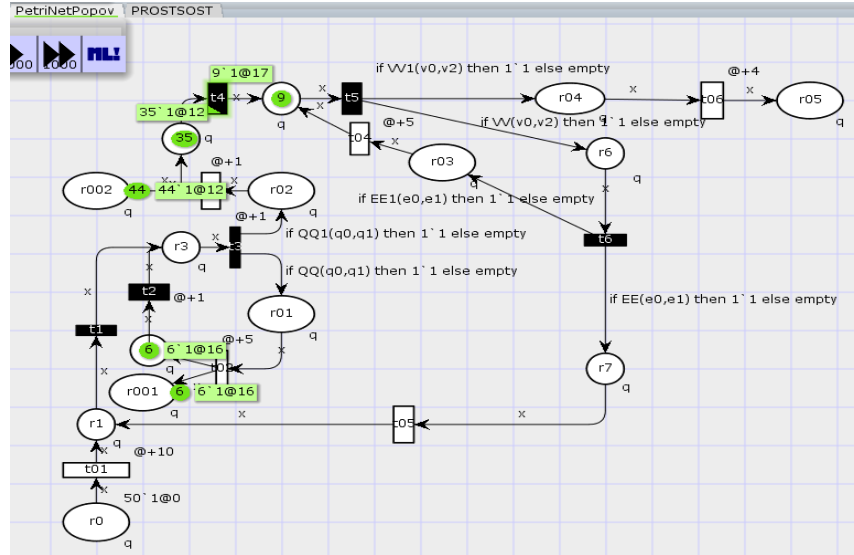 PetriNetPopov PROSTSOST
1000 ML!
9`1@17
if VV1(v0,v2) then 1`1 else empty
@+4
t4 x 9 x t5 r04 x t06 x r05
35`1@12
x
q
q
q
35
q
t04 @+5
if VV(v0,v2) 1`1 else empty
q
r6
@+1
x
r03
q
r002 44 44`1@12 r02
x
q
if EE1(e0,e1) then 1`1 else empty
q
@+1
q
t6
r3 x t3 if QQ1(q0,q1) then 1`1 else empty
q
if QQ(q0,q1) then 1`1 else empty
x
t2 @+1
if EE(e0,e1) then 1`1 else empty
r01
t1
x
q
@+5
6 6`1@16
x
x
q
r7
r001 6 6`1@16
q
q
x
x
r1
t05
q
@+10
x
t01
x
50`1@0
r0
q